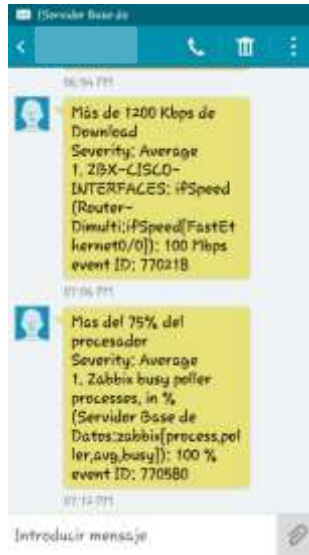 (Servidor Base de
06:54 PM
Más de 1200 Kbps de
Download
Severity: Average
1. ZBX-CISCO-
INTERFACES: ifSpeed
(Router-
Dimulti:ifSpeed[FastEt
hernet0/0]): 100 Mbps
event ID: 770218
07:06 PM
Mas del 75% del
procesador
Severity: Average
1. Zabbix busy poller
processes, in %
(Servidor Base de
Datos:zabbix[process,pol
ler,avg,busy]): 100 %
event ID: 770580
07:12 PM
Introducir mensaje